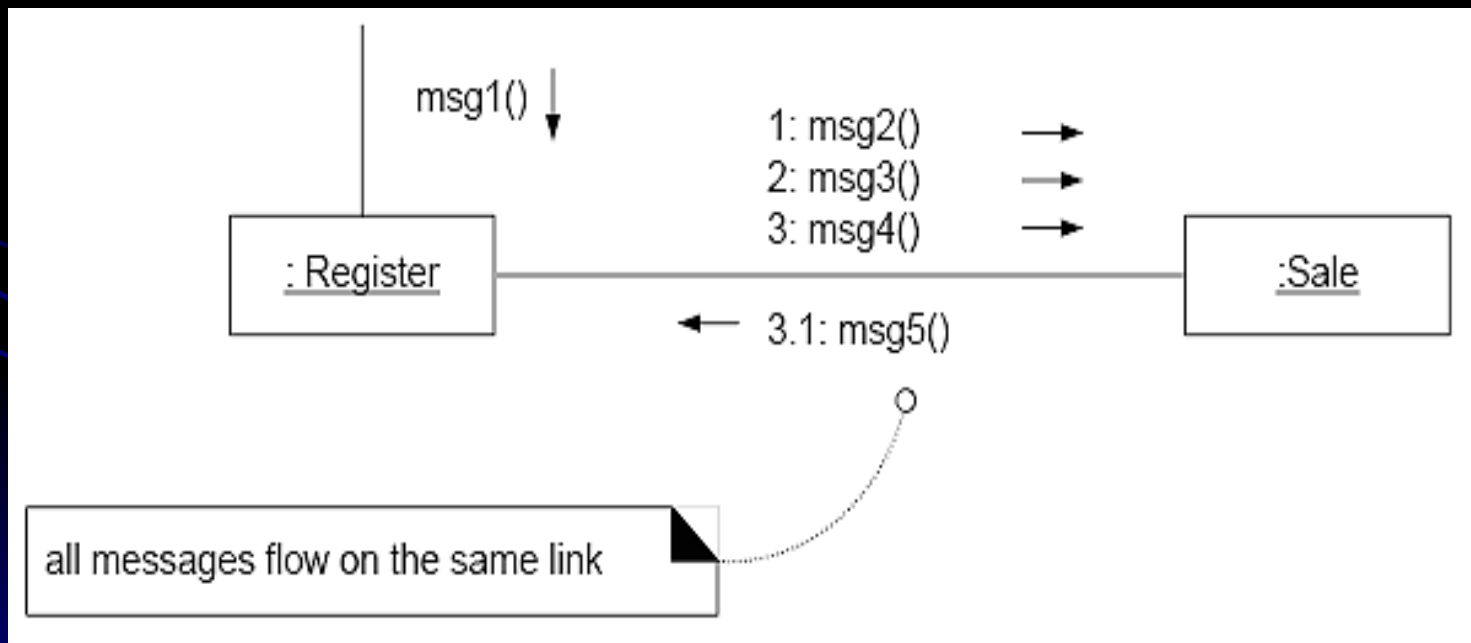 msg1()
1: msg2()
2: msg3()
3: msg4()
: Register
:Sale
3.1: msg5()
all messages flow on the same link